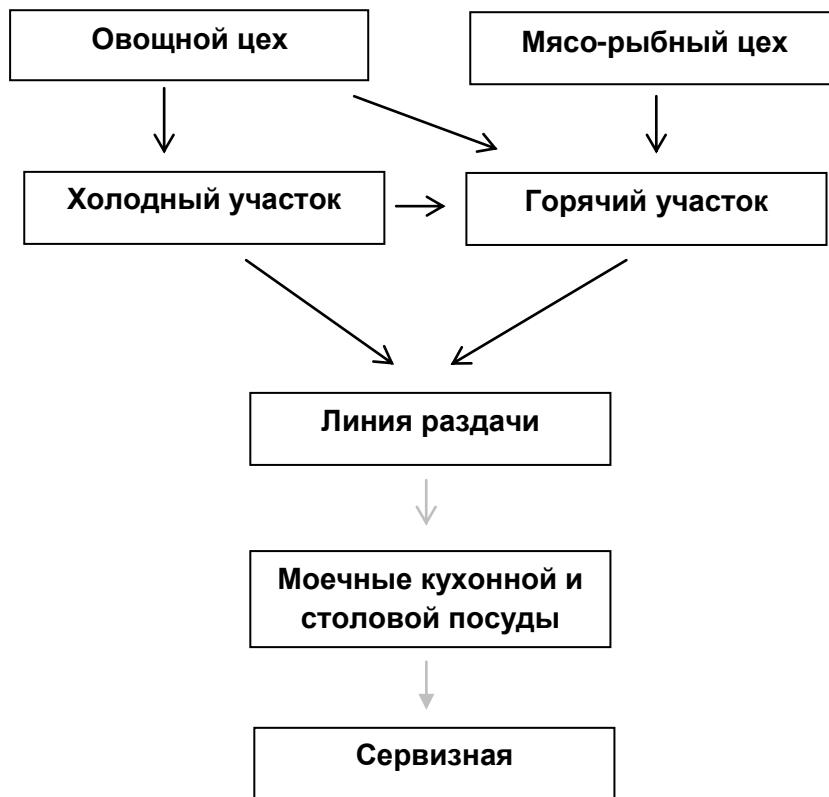 Овощной цех
Мясо-рыбный цех
Холодный участок
Горячий участок
Линия раздачи
Моечные кухонной и
столовой посуды
Сервизная